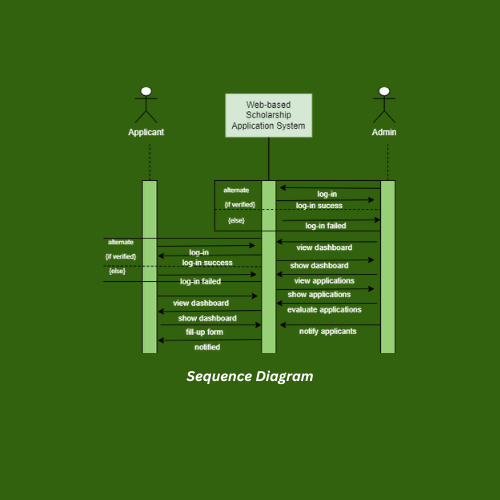 Web-based
Scholarship
Application System
Applicant
Admin
alternate
log-in
{if verified}
log-in sucess
{else}
log-in failed
alternate
view dashboard
log-in
{if verified}
log-in success
show dashboard
{else}
log-in failed
view applications
show applications
view dashboard
evaluate applications
show dashboard
fill-up form
notify applicants
notified
Sequence Diagram